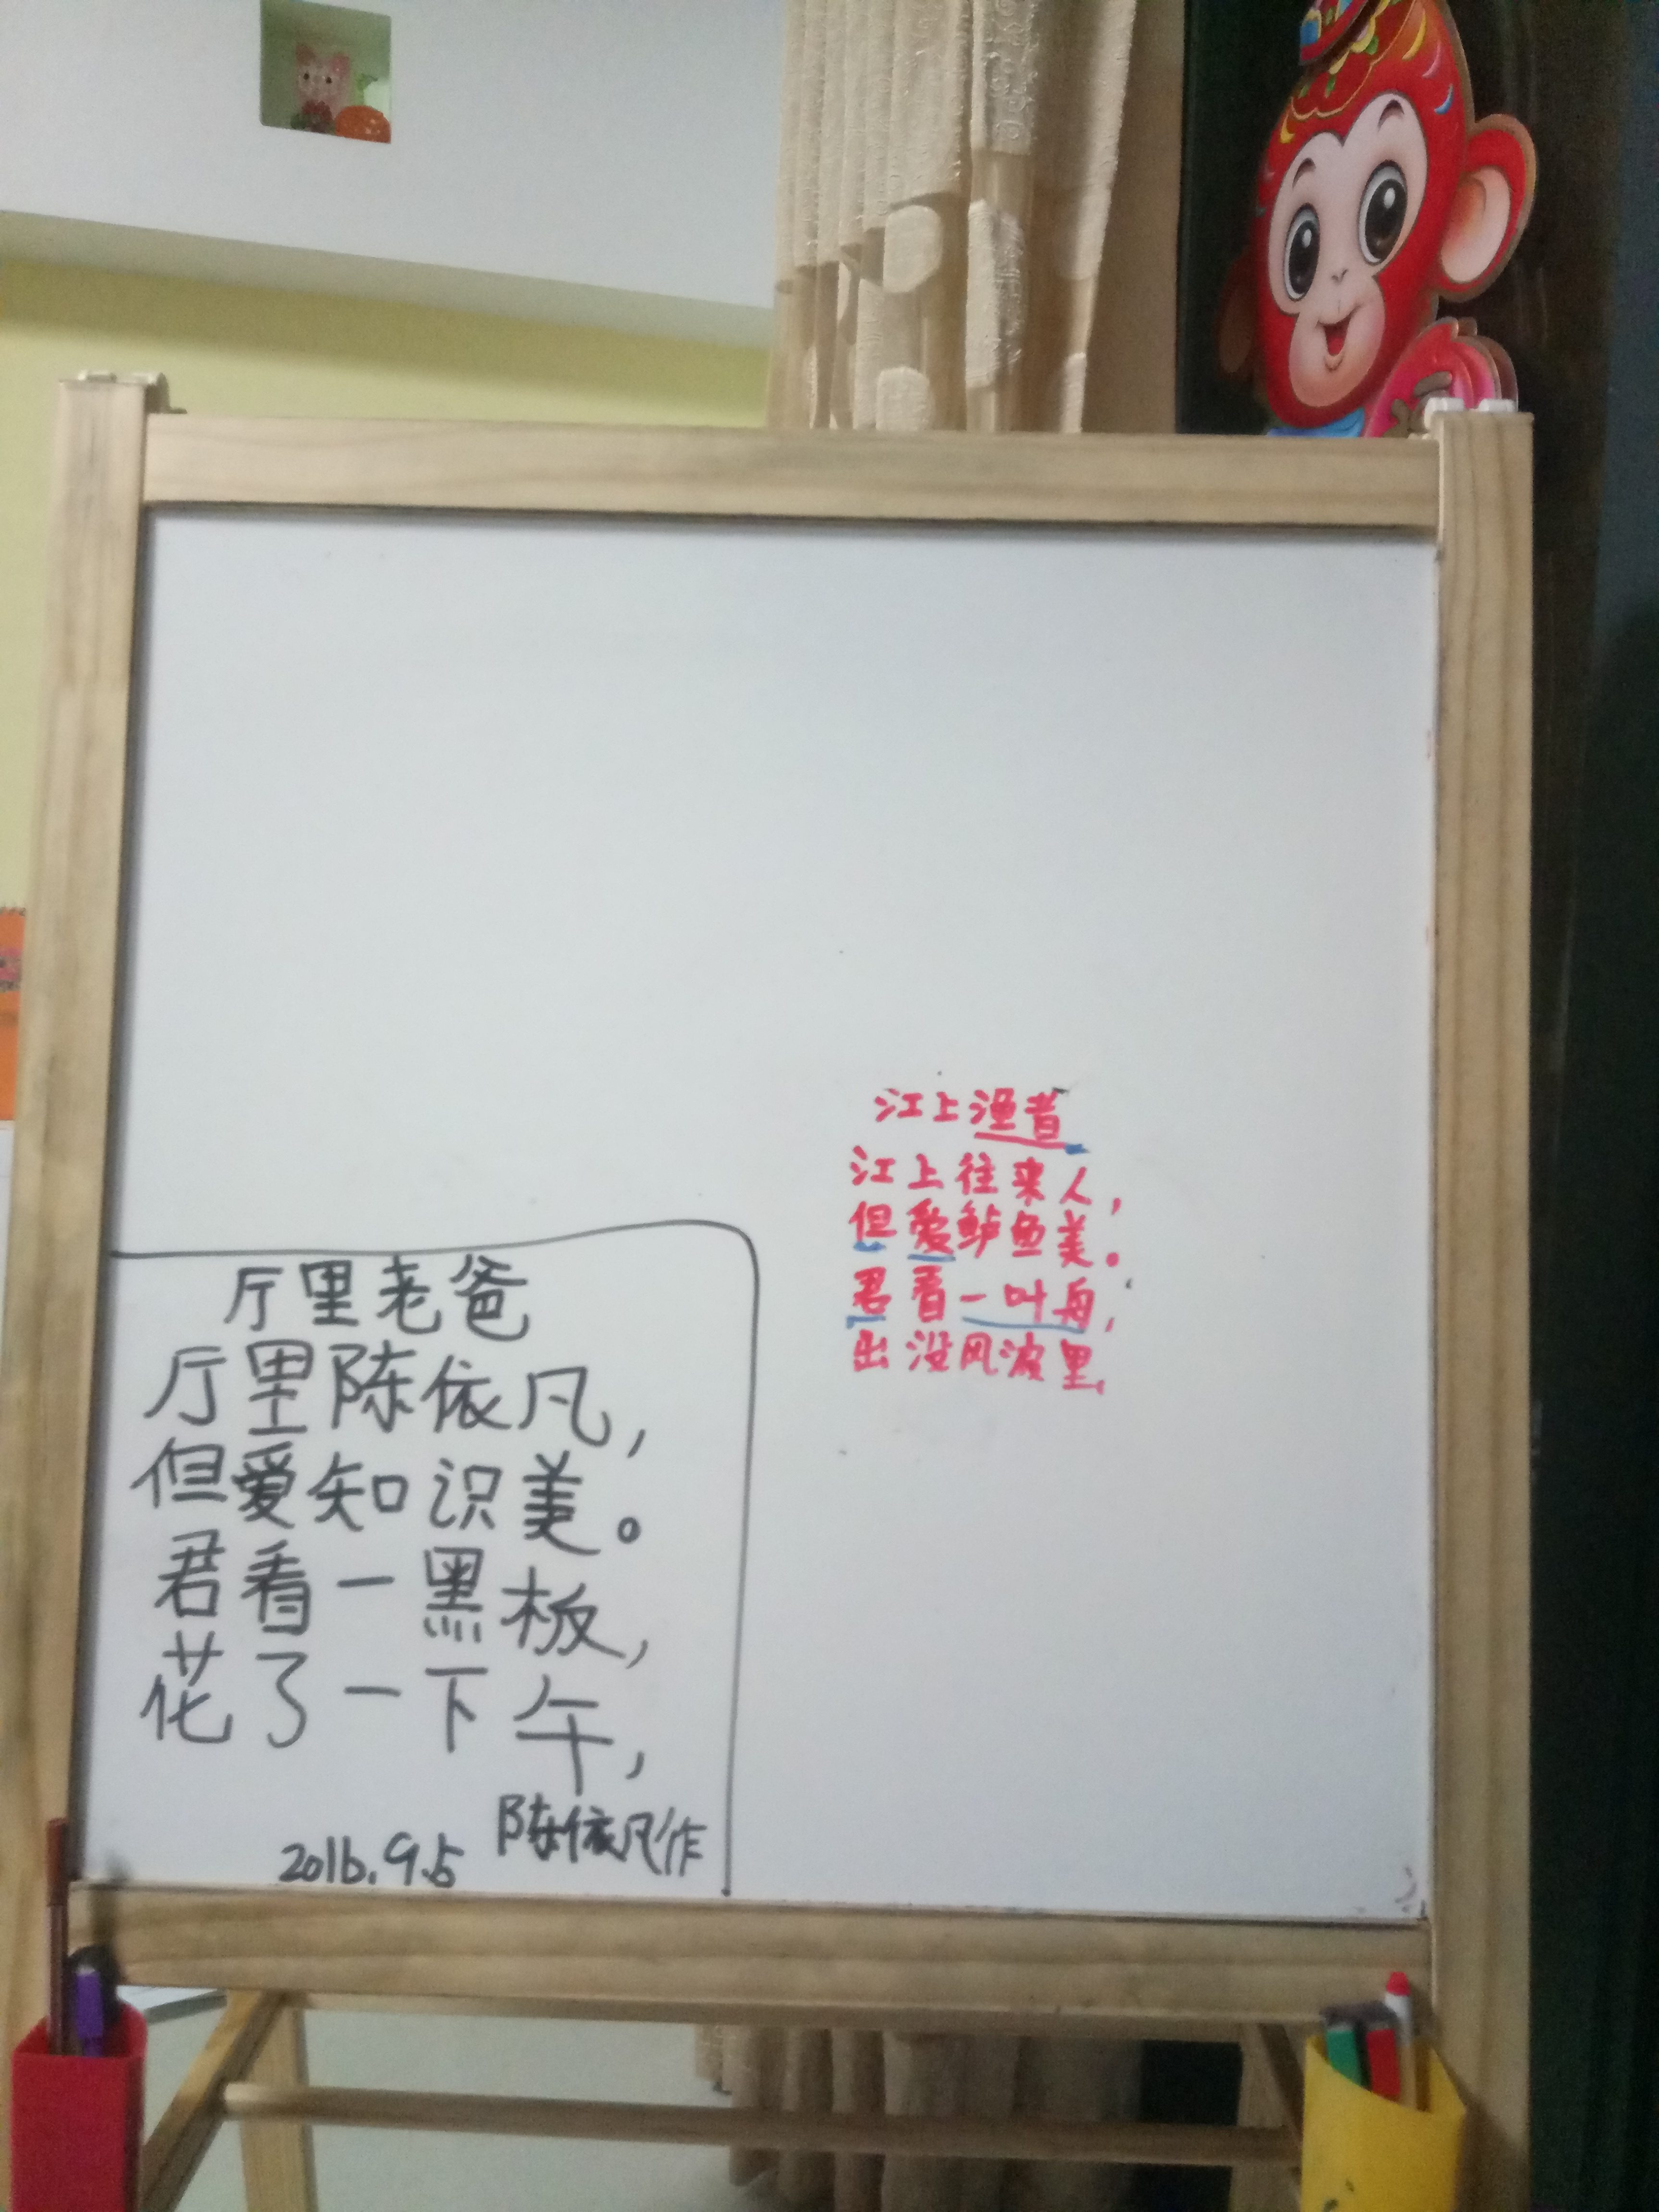 江上渔者
江上往来人，
但爱鲈鱼美。
君看一叶舟，
出没风波里，
厅里老爸
厅里陈依凡，
但爱知识美。
君看一黑板，
花了一下午，
陈依凡作
2016.9.5